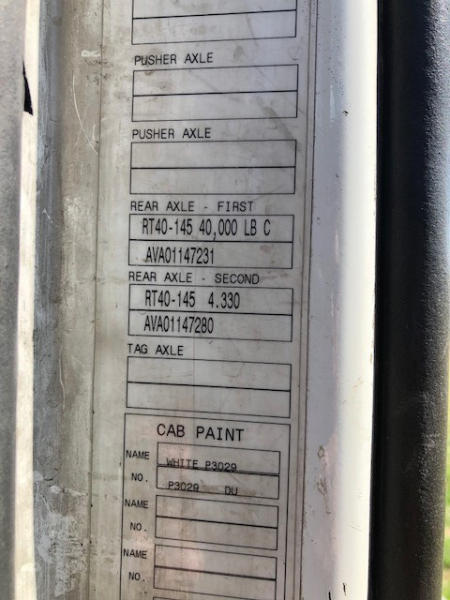 PUSHER AXLE
PUSHER AXLE
REAR AXLE - FIRST
RT40-145 40,000 LB C
AVA01147231
REAR AXLE - SECOND
RT40-145 4.330
AVA01147280
TAG AXLE
CAB PAINT
NAME WHITE P3029
NO. P3029 DU
NAME
NO.
NAME
NO.